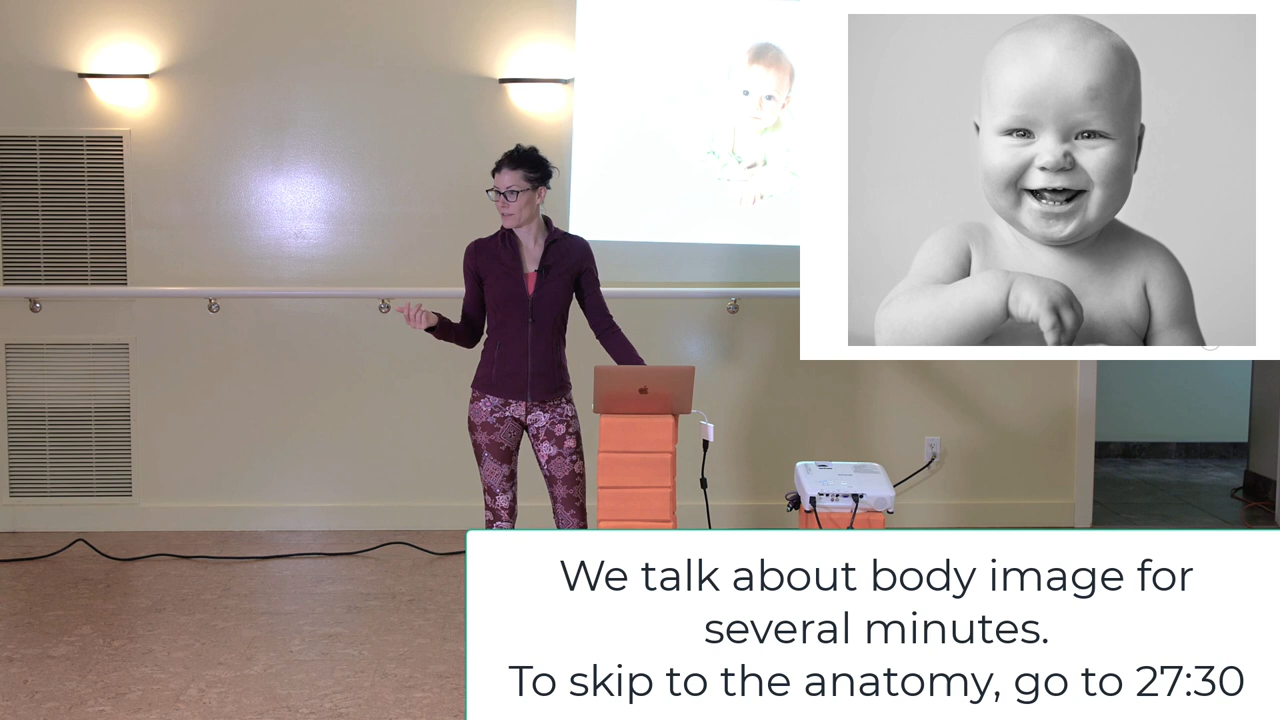 We talk about body image for
several minutes.
To skip to the anatomy, go to 27:30